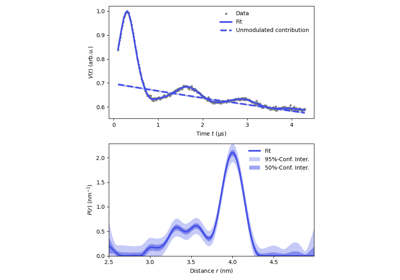 1.0
0.9
0.8
0.7
0.6
V(t) (arb.u.)
Data
Fit
Unmodulated contribution
0
1
2
3
4
Time t (μs)
2.0
1.5
1.0
0.5
0.0
P(r) (nm⁻¹)
Fit
95%-Conf. Inter.
50%-Conf. Inter.
2.5
3.0
3.5
4.0
4.5
Distance r (nm)